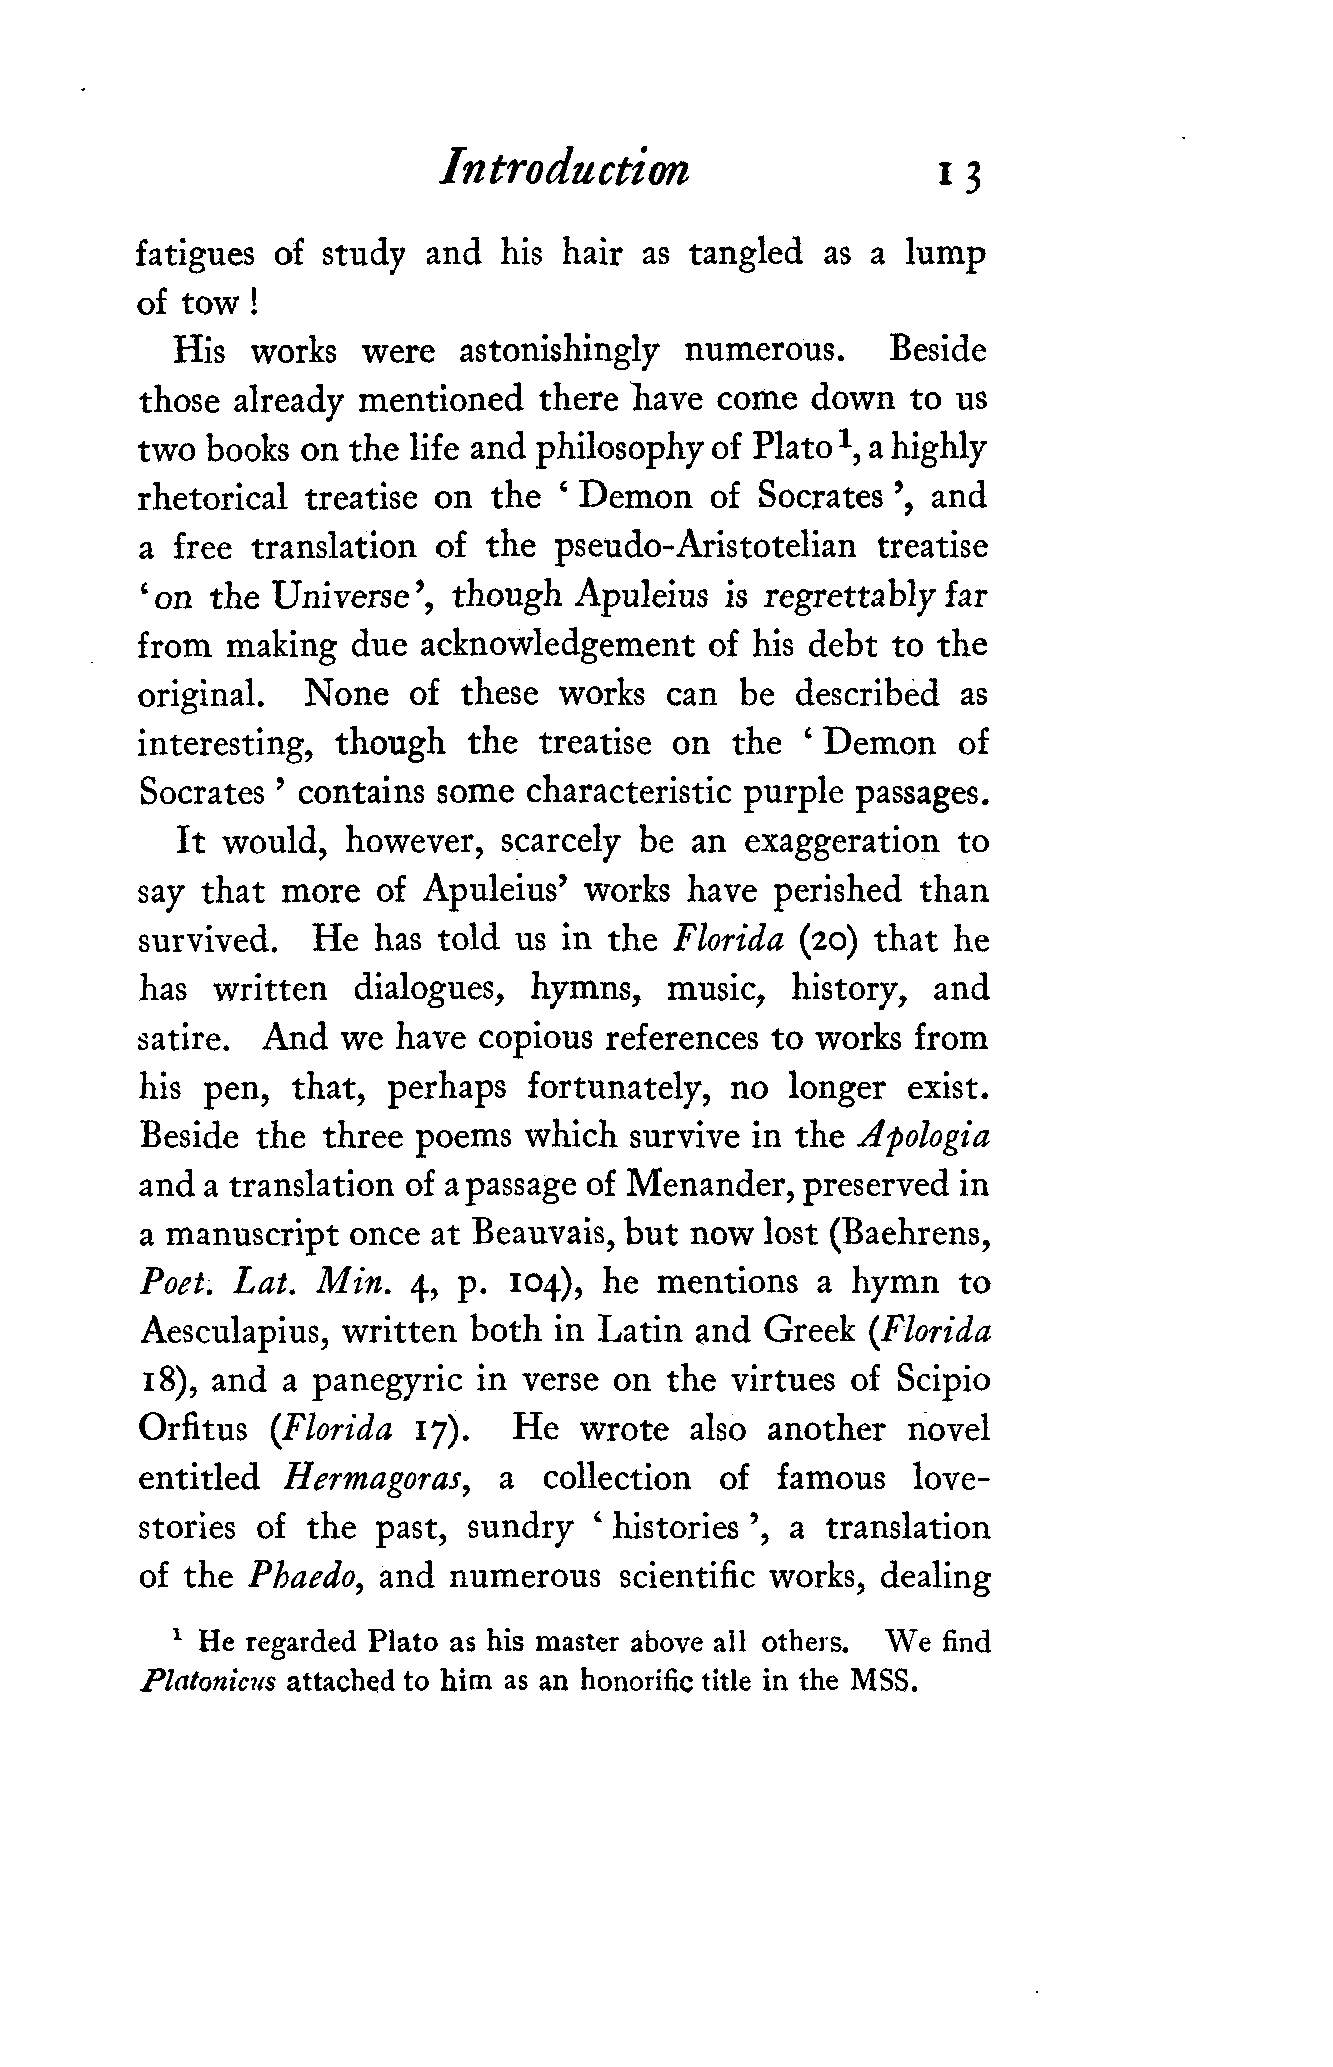 Introduction 13
fatigues of study and his hair as tangled as a lump
of tow !
His works were astonishingly numerous. Beside
those already mentioned there have come down to us
two books on the life and philosophy of Plato¹, a highly
rhetorical treatise on the ‘ Demon of Socrates ’, and
a free translation of the pseudo-Aristotelian treatise
‘on the Universe’, though Apuleius is regrettably far
from making due acknowledgement of his debt to the
original. None of these works can be described as
interesting, though the treatise on the ‘ Demon of
Socrates ’ contains some characteristic purple passages.
It would, however, scarcely be an exaggeration to
say that more of Apuleius’ works have perished than
survived. He has told us in the Florida (20) that he
has written dialogues, hymns, music, history, and
satire. And we have copious references to works from
his pen, that, perhaps fortunately, no longer exist.
Beside the three poems which survive in the Apologia
and a translation of a passage of Menander, preserved in
a manuscript once at Beauvais, but now lost (Baehrens,
Poet. Lat. Min. 4, p. 104), he mentions a hymn to
Aesculapius, written both in Latin and Greek (Florida
18), and a panegyric in verse on the virtues of Scipio
Orfitus (Florida 17). He wrote also another novel
entitled Hermagoras, a collection of famous love-
stories of the past, sundry ‘ histories ’, a translation
of the Phaedo, and numerous scientific works, dealing
¹ He regarded Plato as his master above all others. We find
Platonicus attached to him as an honorific title in the MSS.